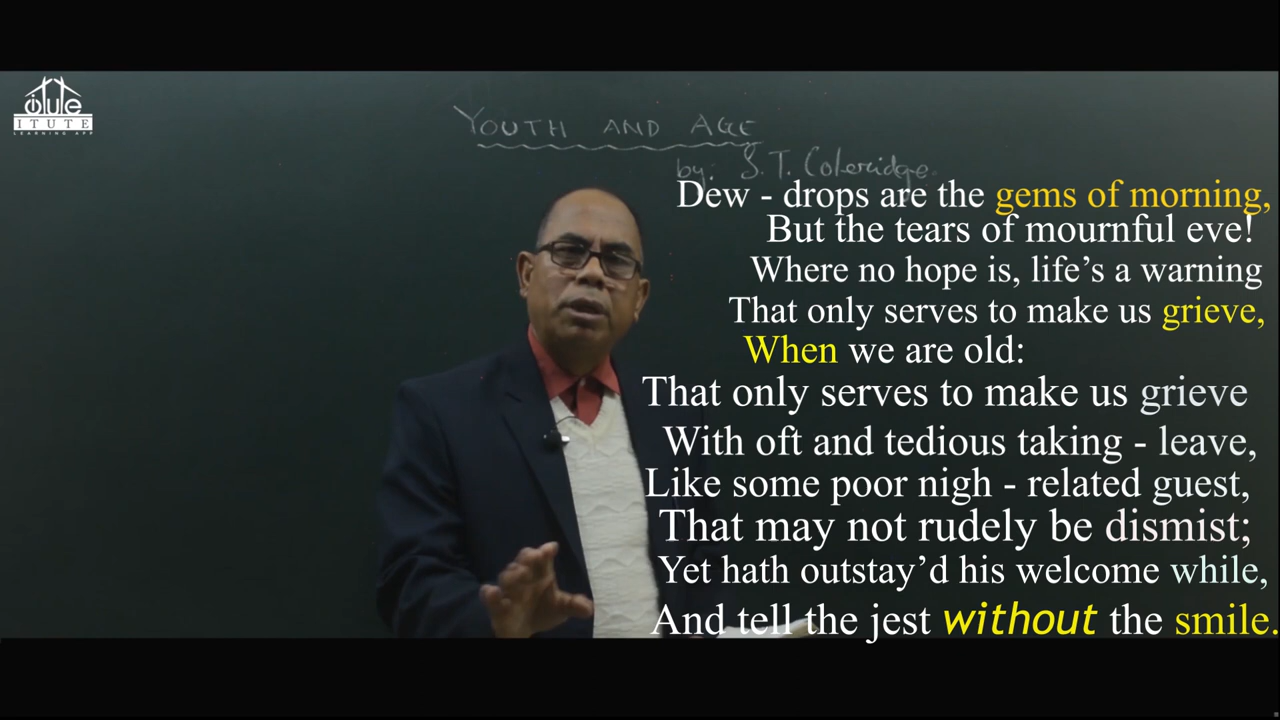 itute
ITUTE
LEARNING APP
YOUTH AND AGE
by: S. T. Coleridge.
Dew - drops are the gems of morning,
But the tears of mournful eve!
Where no hope is, life's a warning
That only serves to make us grieve,
When we are old:
That only serves to make us grieve
With oft and tedious taking - leave,
Like some poor nigh - related guest,
That may not rudely be dismist;
Yet hath outstay'd his welcome while,
And tell the jest without the smile.